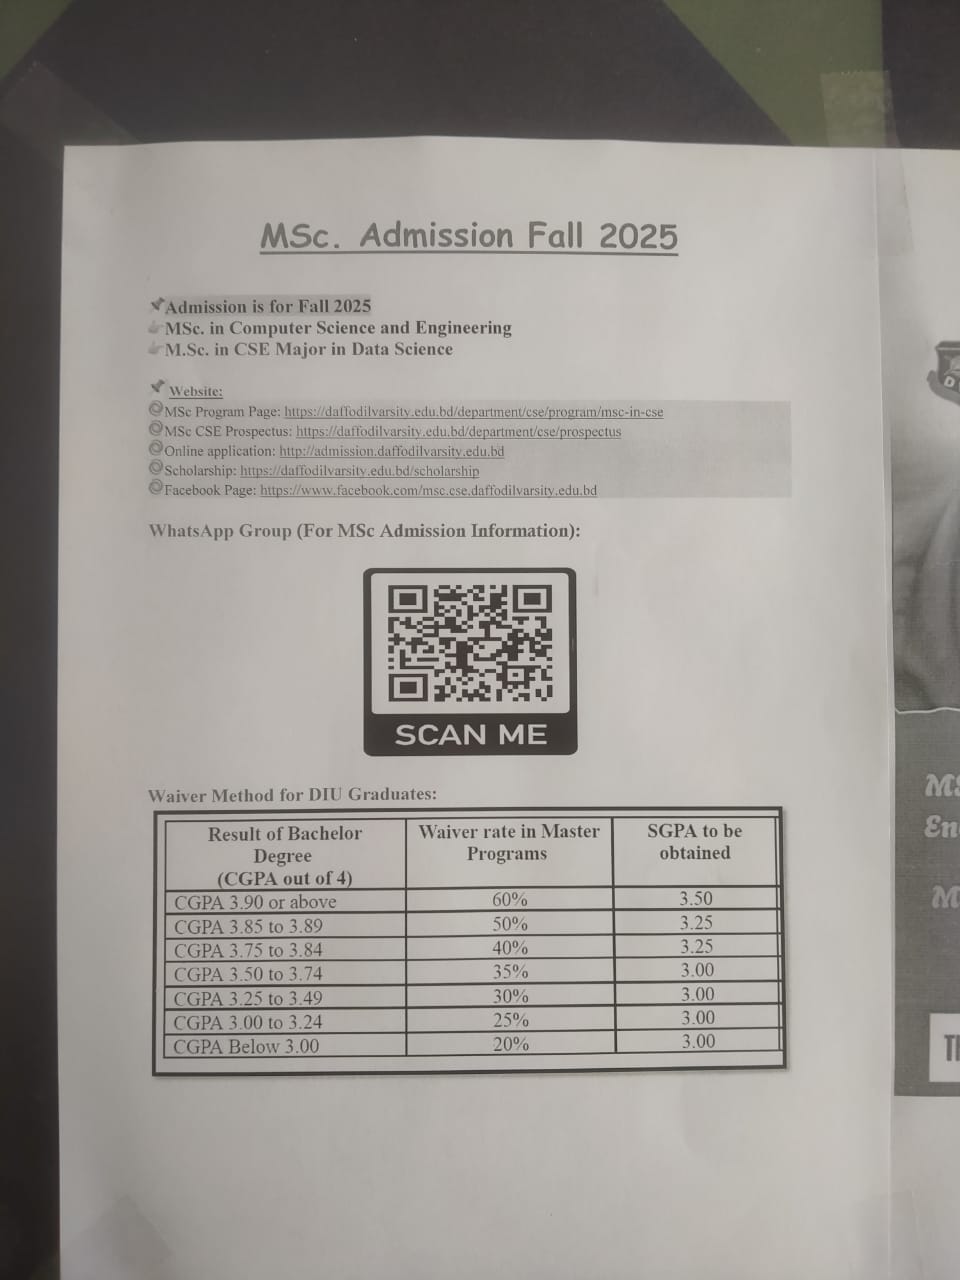 MSc. Admission Fall 2025
Admission is for Fall 2025
MSc. in Computer Science and Engineering
M.Sc. in CSE Major in Data Science
Website:
MSc Program Page: https://daffodilvarsity.edu.bd/department/cse/program/msc-in-cse
MSc CSE Prospectus: https://daffodilvarsity.edu.bd/department/cse/prospectus
Online application: http://admission.daffodilvarsity.edu.bd
Scholarship: https://daffodilvarsity.edu.bd/scholarship
Facebook Page: https://www.facebook.com/msc.cse.daffodilvarsity.edu.bd
WhatsApp Group (For MSc Admission Information):
SCAN ME
Waiver Method for DIU Graduates:
Result of Bachelor Degree (CGPA out of 4) Waiver rate in Master Programs SGPA to be obtained
CGPA 3.90 or above 60% 3.50
CGPA 3.85 to 3.89 50% 3.25
CGPA 3.75 to 3.84 40% 3.25
CGPA 3.50 to 3.74 35% 3.00
CGPA 3.25 to 3.49 30% 3.00
CGPA 3.00 to 3.24 25% 3.00
CGPA Below 3.00 20% 3.00